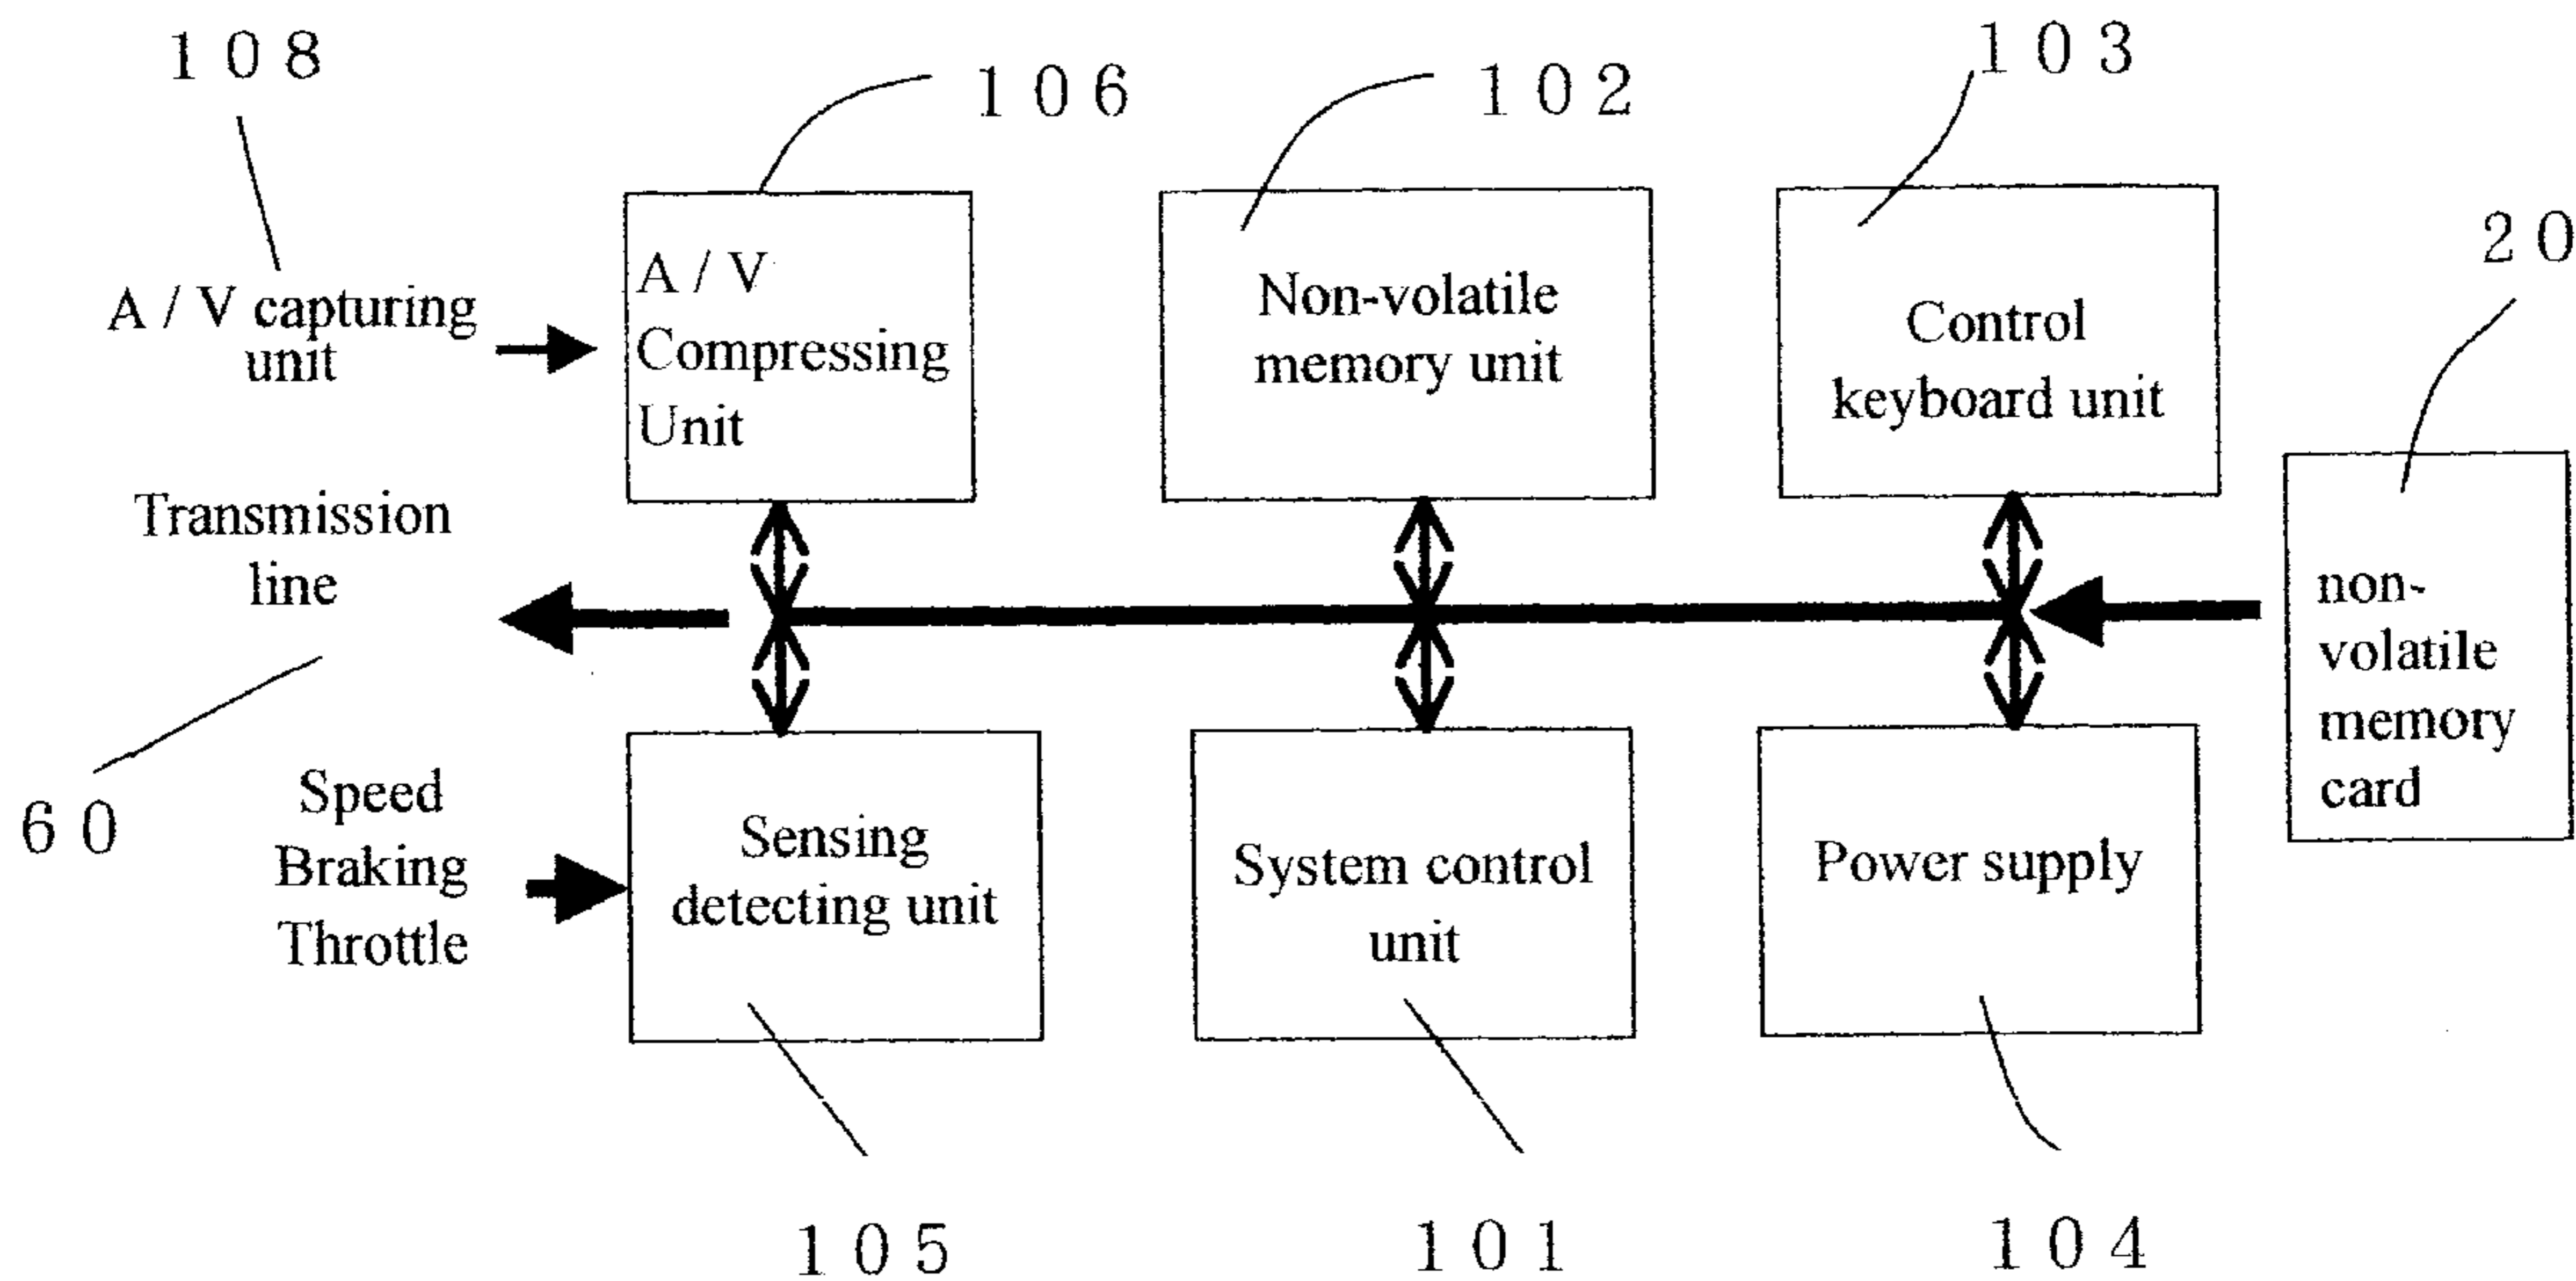 108
106
102
103
20
A / V capturing
unit
A / V
Compressing
Unit
Non-volatile
memory unit
Control
keyboard unit
Transmission
line
60
non-
volatile
memory
card
Speed
Braking
Throttle
Sensing
detecting unit
System control
unit
Power supply
105
101
104